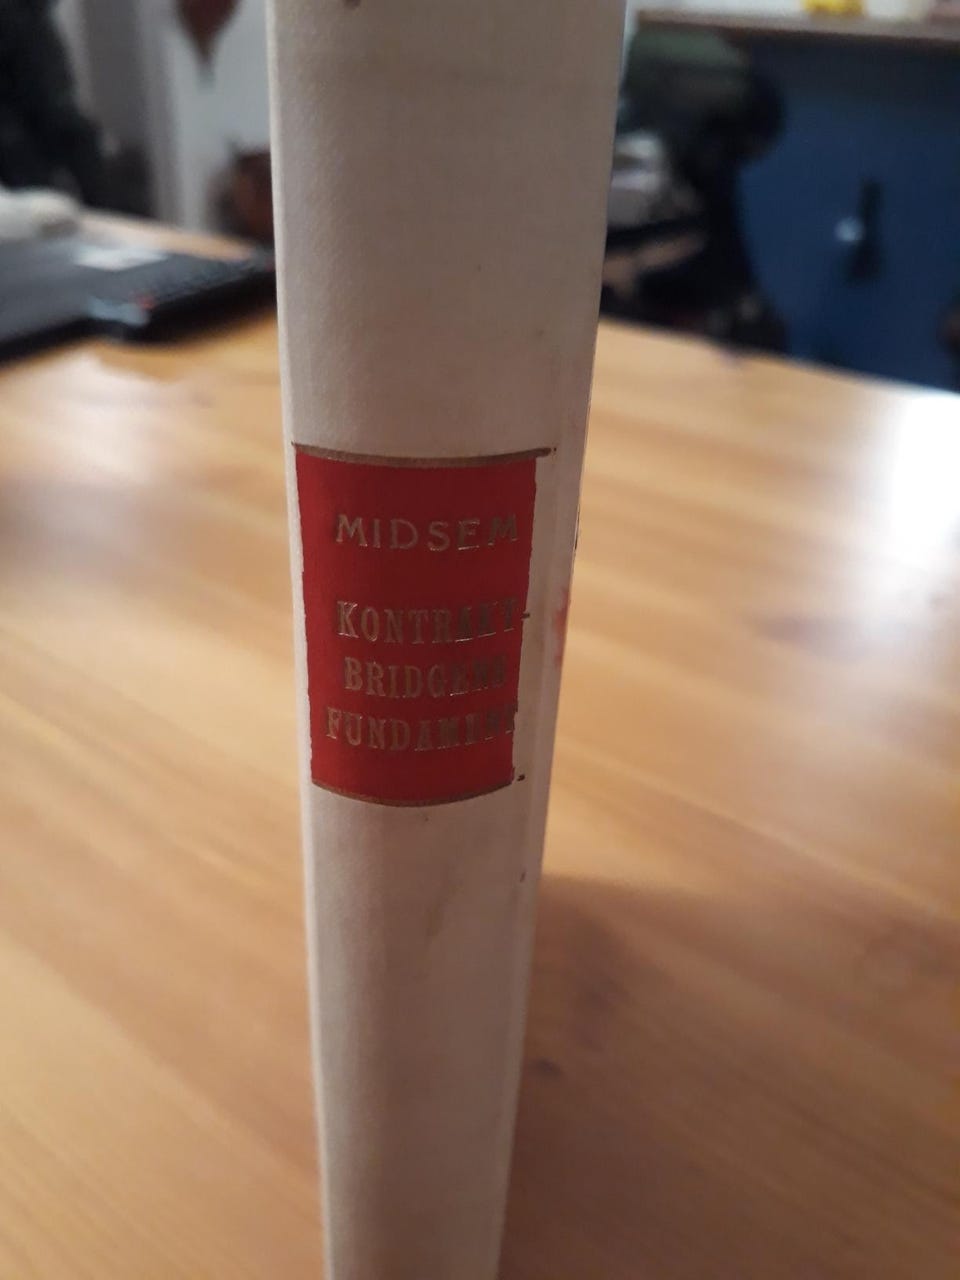 MIDSEM
KONTRAKT-
BRIDGENS
FUNDAMENT